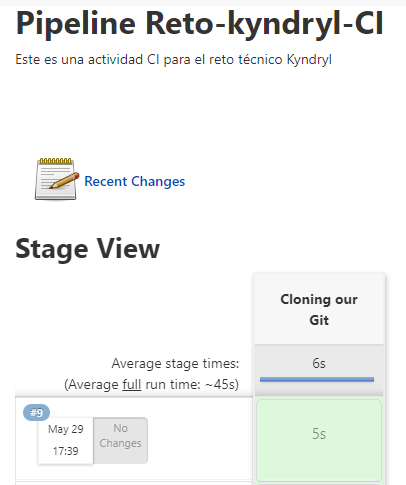 Pipeline Reto-kyndryl-CI
Este es una actividad CI para el reto técnico Kyndryl
Recent Changes
Stage View
Cloning our
Git
Average stage times:
6s
(Average full run time: ~45s)
#9
May 29
17:39
No
Changes
5s